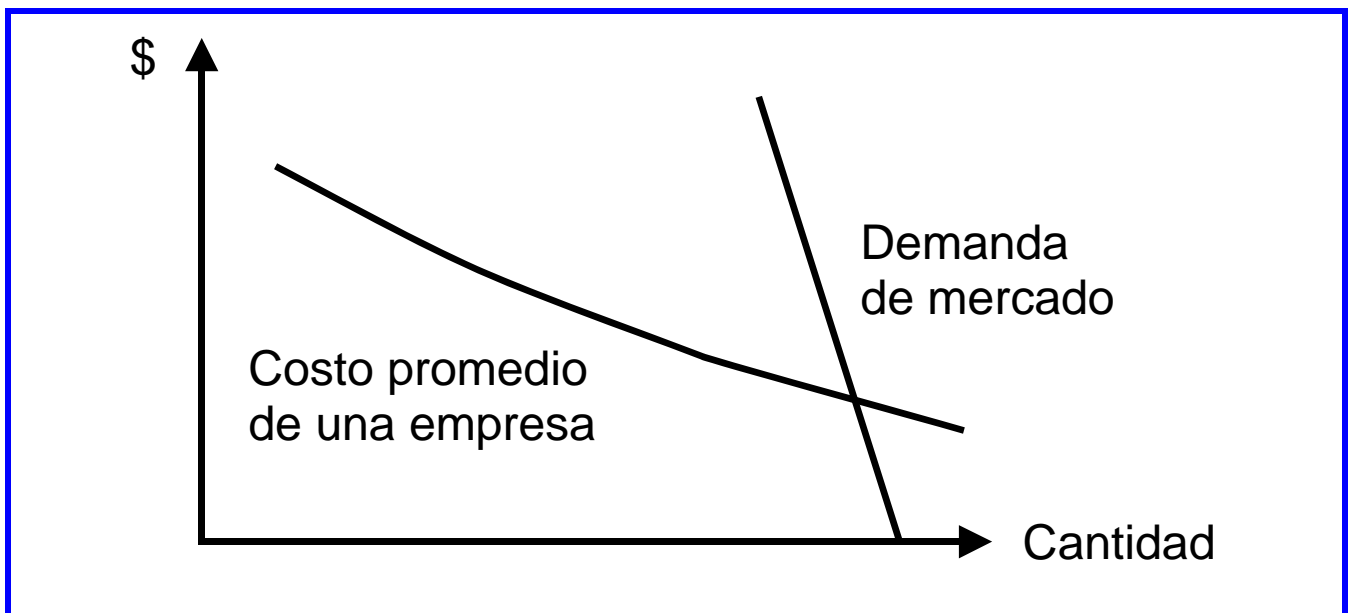 $
Demanda
de mercado
Costo promedio
de una empresa
Cantidad